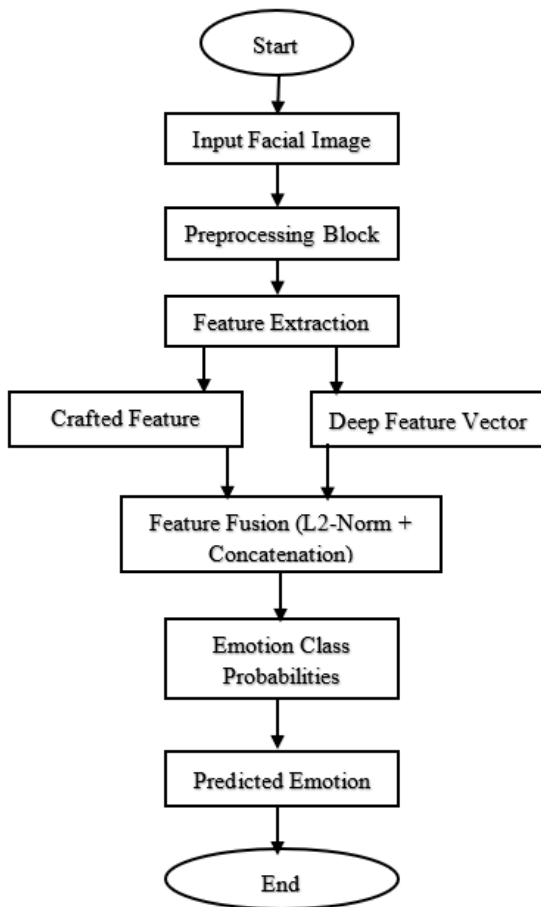 Start
Input Facial Image
Preprocessing Block
Feature Extraction
Crafted Feature
Deep Feature Vector
Feature Fusion (L2-Norm +
Concatenation)
Emotion Class
Probabilities
Predicted Emotion
End